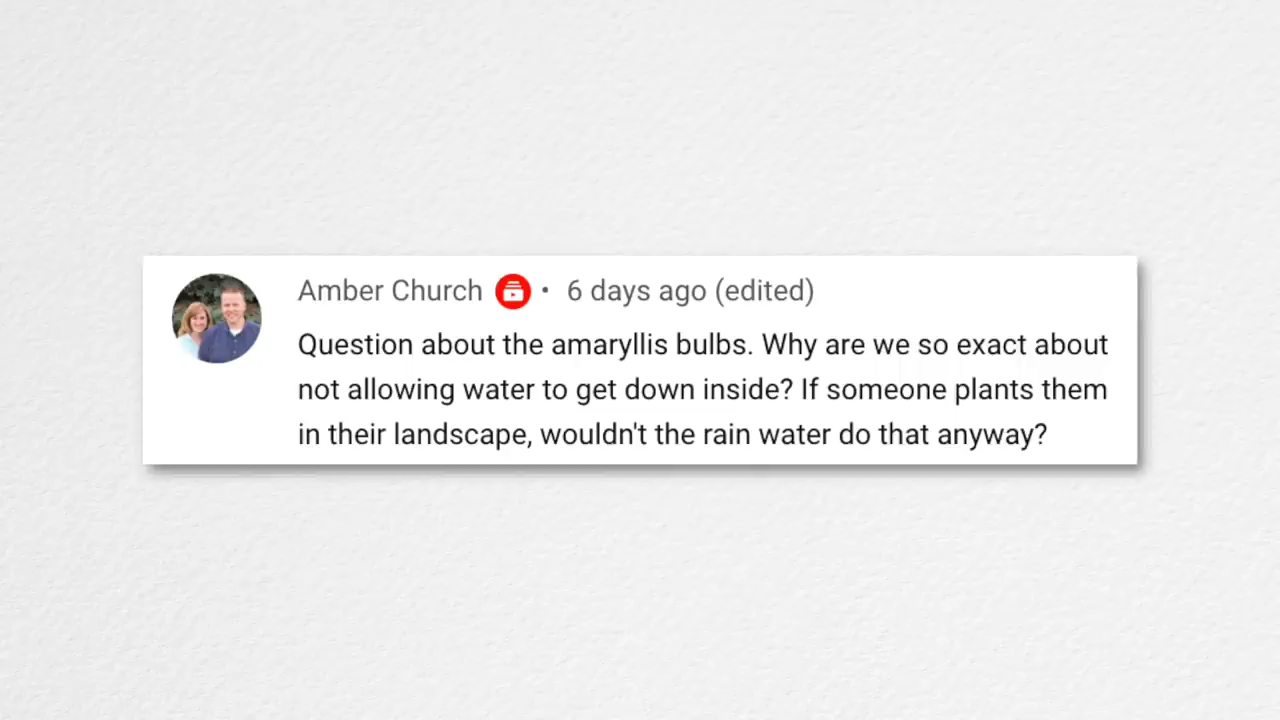 Amber Church • 6 days ago (edited)
Question about the amaryllis bulbs. Why are we so exact about
not allowing water to get down inside? If someone plants them
in their landscape, wouldn't the rain water do that anyway?